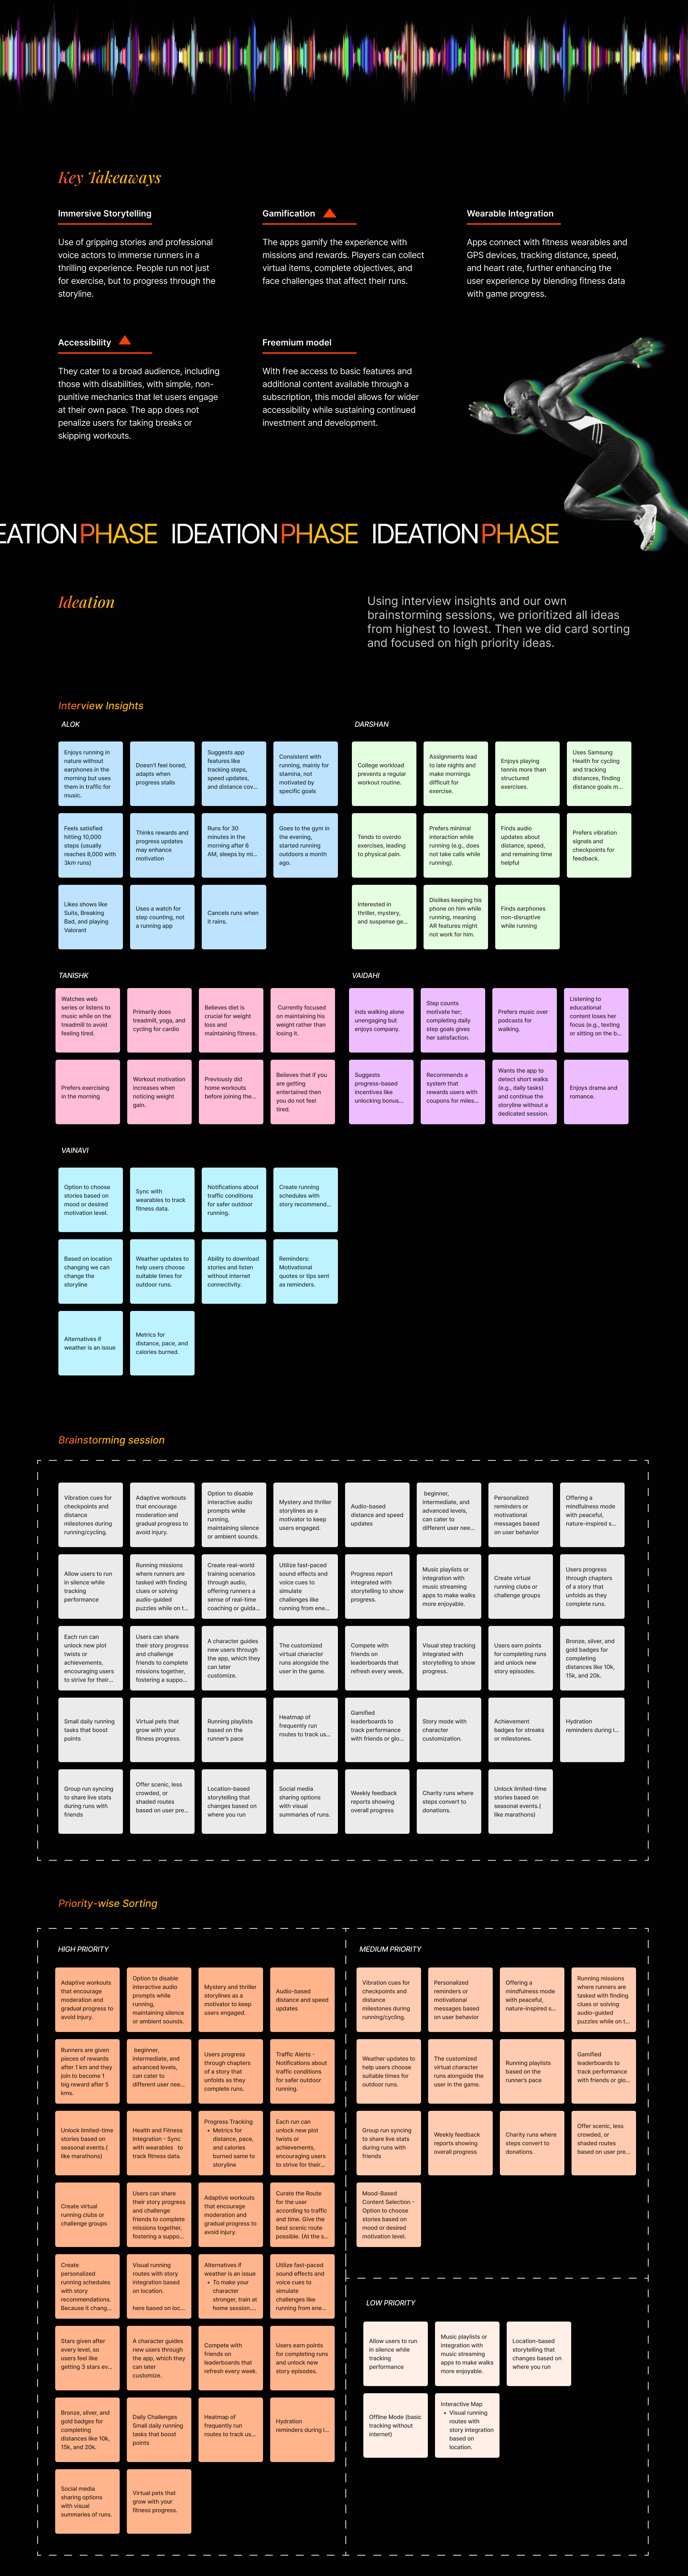 Key Takeaways
Immersive Storytelling
Use of gripping stories and professional
voice actors to immerse runners in a
thrilling experience. People run not just
for exercise, but to progress through the
storyline.
Gamification
The apps gamify the experience with
missions and rewards. Players can collect
virtual items, complete objectives, and
face challenges that affect their runs.
Wearable Integration
Apps connect with fitness wearables and
GPS devices, tracking distance, speed,
and heart rate, further enhancing the
user experience by blending fitness data
with game progress.
Accessibility
They cater to a broad audience, including
those with disabilities, with simple, non-
punitive mechanics that let users engage
at their own pace. The app does not
penalize users for taking breaks or
skipping workouts.
Freemium model
With free access to basic features and
additional content available through a
subscription, this model allows for wider
accessibility while sustaining continued
investment and development.
EATION PHASE IDEATION PHASE IDEATION PHASE
Ideation
Using interview insights and our own
brainstorming sessions, we prioritized all ideas
from highest to lowest. Then we did card sorting
and focused on high priority ideas.
Interview Insights
ALOK
Enjoys running in
nature without
earphones in the
morning but uses
them in traffic for
music.
Doesn't feel bored,
adapts when
progress stalls
Suggests app
features like
tracking steps,
speed updates,
and distance cov...
Consistent with
running, mainly for
stamina, not
motivated by
specific goals
Feels satisfied
hitting 10,000
steps (usually
reaches 8,000 with
3km runs)
Thinks rewards and
progress updates
may enhance
motivation
Runs for 30
minutes in the
morning after 6
AM, sleeps by mi...
Goes to the gym in
the evening,
started running
outdoors a month
ago.
Likes shows like
Suits, Breaking
Bad, and playing
Valorant
Uses a watch for
step counting, not
a running app
Cancels runs when
it rains.
DARSHAN
College workload
prevents a regular
workout routine.
Assignments lead
to late nights and
make mornings
difficult for
exercise.
Enjoys playing
tennis more than
structured
exercises.
Uses Samsung
Health for cycling
and tracking
distances, finding
distance goals m...
Tends to overdo
exercises, leading
to physical pain.
Prefers minimal
interaction while
running (e.g., does
not take calls while
running).
Finds audio
updates about
distance, speed,
and remaining time
helpful
Prefers vibration
signals and
checkpoints for
feedback.
Interested in
thriller, mystery,
and suspense ge...
Dislikes keeping his
phone on him while
running, meaning
AR features might
not work for him.
Finds earphones
non-disruptive
while running
TANISHK
Watches web
series or listens to
music while on the
treadmill to avoid
feeling tired.
Primarily does
treadmill, yoga, and
cycling for cardio
Believes diet is
crucial for weight
loss and
maintaining fitness.
Currently focused
on maintaining his
weight rather than
losing it.
Prefers exercising
in the morning
Workout motivation
increases when
noticing weight
gain.
Previously did
home workouts
before joining the...
Believes that if you
are getting
entertained then
you do not feel
tired.
VAIDAHI
inds walking alone
unengaging but
enjoys company.
Step counts
motivate her;
completing daily
step goals gives
her satisfaction.
Prefers music over
podcasts for
walking.
Listening to
educational
content loses her
focus (e.g., texting
or sitting on the b...
Suggests
progress-based
incentives like
unlocking bonus...
Recommends a
system that
rewards users with
coupons for miles...
Wants the app to
detect short walks
(e.g., daily tasks)
and continue the
storyline without a
dedicated session.
Enjoys drama and
romance.
VAINAVI
Option to choose
stories based on
mood or desired
motivation level.
Sync with
wearables to track
fitness data.
Notifications about
traffic conditions
for safer outdoor
running.
Create running
schedules with
story recommend...
Based on location
changing we can
change the
storyline
Weather updates to
help users choose
suitable times for
outdoor runs.
Ability to download
stories and listen
without internet
connectivity.
Reminders:
Motivational
quotes or tips sent
as reminders.
Alternatives if
weather is an issue
Metrics for
distance, pace, and
calories burned.
Brainstorming session
Vibration cues for
checkpoints and
distance
milestones during
running/cycling.
Adaptive workouts
that encourage
moderation and
gradual progress to
avoid injury.
Option to disable
interactive audio
prompts while
running,
maintaining silence
or ambient sounds.
Mystery and thriller
storylines as a
motivator to keep
users engaged.
Audio-based
distance and speed
updates
beginner,
intermediate, and
advanced levels,
can cater to
different user nee...
Personalized
reminders or
motivational
messages based
on user behavior
Offering a
mindfulness mode
with peaceful,
nature-inspired s...
Allow users to run
in silence while
tracking
performance
Running missions
where runners are
tasked with finding
clues or solving
audio-guided
puzzles while on t...
Create real-world
training scenarios
through audio,
offering runners a
sense of real-time
coaching or guida...
Utilize fast-paced
sound effects and
voice cues to
simulate
challenges like
running from ene...
Progress report
integrated with
storytelling to show
progress.
Music playlists or
integration with
music streaming
apps to make walks
more enjoyable.
Create virtual
running clubs or
challenge groups
Users progress
through chapters
of a story that
unfolds as they
complete runs.
Each run can
unlock new plot
twists or
achievements,
encouraging users
to strive for their...
Users can share
their story progress
and challenge
friends to complete
missions together,
fostering a suppo...
A character guides
new users through
the app, which they
can later
customize.
The customized
virtual character
runs alongside the
user in the game.
Compete with
friends on
leaderboards that
refresh every week.
Visual step tracking
integrated with
storytelling to show
progress.
Users earn points
for completing runs
and unlock new
story episodes.
Bronze, silver, and
gold badges for
completing
distances like 10k,
15k, and 20k.
Small daily running
tasks that boost
points
Virtual pets that
grow with your
fitness progress.
Running playlists
based on the
runner's pace
Heatmap of
frequently run
routes to track us...
Gamified
leaderboards to
track performance
with friends or glo...
Story mode with
character
customization.
Achievement
badges for streaks
or milestones.
Hydration
reminders during l...
Group run syncing
to share live stats
during runs with
friends
Offer scenic, less
crowded, or
shaded routes
based on user pre...
Location-based
storytelling that
changes based on
where you run
Social media
sharing options
with visual
summaries of runs.
Weekly feedback
reports showing
overall progress
Charity runs where
steps convert to
donations.
Unlock limited-time
stories based on
seasonal events.(
like marathons)
Priority-wise Sorting
HIGH PRIORITY
Adaptive workouts
that encourage
moderation and
gradual progress to
avoid injury.
Option to disable
interactive audio
prompts while
running,
maintaining silence
or ambient sounds.
Mystery and thriller
storylines as a
motivator to keep
users engaged.
Audio-based
distance and speed
updates
Runners are given
pieces of rewards
after 1 km and they
join to become 1
big reward after 5
kms.
beginner,
intermediate, and
advanced levels,
can cater to
different user nee...
Users progress
through chapters
of a story that
unfolds as they
complete runs.
Traffic Alerts -
Notifications about
traffic conditions
for safer outdoor
running.
Unlock limited-time
stories based on
seasonal events.(
like marathons)
Health and Fitness
Integration - Sync
with wearables to
track fitness data.
Progress Tracking
• Metrics for
distance, pace,
and calories
burned same to
storyline
Each run can
unlock new plot
twists or
achievements,
encouraging users
to strive for their...
Create virtual
running clubs or
challenge groups
Users can share
their story progress
and challenge
friends to complete
missions together,
fostering a suppo...
Adaptive workouts
that encourage
moderation and
gradual progress to
avoid injury.
Curate the Route
for the user
according to traffic
and time. Give the
best scenic route
possible. (At the s...
Create
personalized
running schedules
with story
recommendations.
Because it chang...
Visual running
routes with story
integration based
on location.
here based on loc...
Alternatives if
weather is an issue
• To make your
character
stronger, train at
home session....
Utilize fast-paced
sound effects and
voice cues to
simulate
challenges like
running from ene...
Stars given after
every level, so
users feel like
getting 3 stars ev...
A character guides
new users through
the app, which they
can later
customize.
Compete with
friends on
leaderboards that
refresh every week.
Users earn points
for completing runs
and unlock new
story episodes.
Bronze, silver, and
gold badges for
completing
distances like 10k,
15k, and 20k.
Daily Challenges
Small daily running
tasks that boost
points
Heatmap of
frequently run
routes to track us...
Hydration
reminders during l...
Social media
sharing options
with visual
summaries of runs.
Virtual pets that
grow with your
fitness progress.
MEDIUM PRIORITY
Vibration cues for
checkpoints and
distance
milestones during
running/cycling.
Personalized
reminders or
motivational
messages based
on user behavior
Offering a
mindfulness mode
with peaceful,
nature-inspired s...
Running missions
where runners are
tasked with finding
clues or solving
audio-guided
puzzles while on t...
Weather updates to
help users choose
suitable times for
outdoor runs.
The customized
virtual character
runs alongside the
user in the game.
Running playlists
based on the
runner's pace
Gamified
leaderboards to
track performance
with friends or glo...
Group run syncing
to share live stats
during runs with
friends
Weekly feedback
reports showing
overall progress
Charity runs where
steps convert to
donations.
Offer scenic, less
crowded, or
shaded routes
based on user pre...
Mood-Based
Content Selection -
Option to choose
stories based on
mood or desired
motivation level.
LOW PRIORITY
Allow users to run
in silence while
tracking
performance
Music playlists or
integration with
music streaming
apps to make walks
more enjoyable.
Location-based
storytelling that
changes based on
where you run
Offline Mode (basic
tracking without
internet)
Interactive Map
• Visual running
routes with
story integration
based on
location.